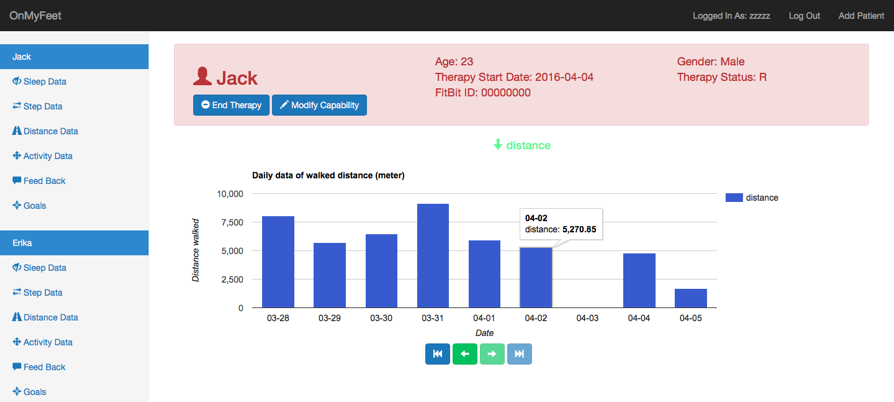 OnMyFeet
Logged In As: zzzzz
Log Out
Add Patient
Jack
Sleep Data
Step Data
Distance Data
Activity Data
Feed Back
Goals
Erika
Sleep Data
Step Data
Distance Data
Activity Data
Feed Back
Goals
Jack
End Therapy
Modify Capability
Age: 23
Therapy Start Date: 2016-04-04
FitBit ID: 00000000
Gender: Male
Therapy Status: R
distance
Daily data of walked distance (meter)
Distance walked
10,000
7,500
5,000
2,500
0
04-02
distance: 5,270.85
distance
03-28
03-29
03-30
03-31
04-01
04-02
04-03
04-04
04-05
Date